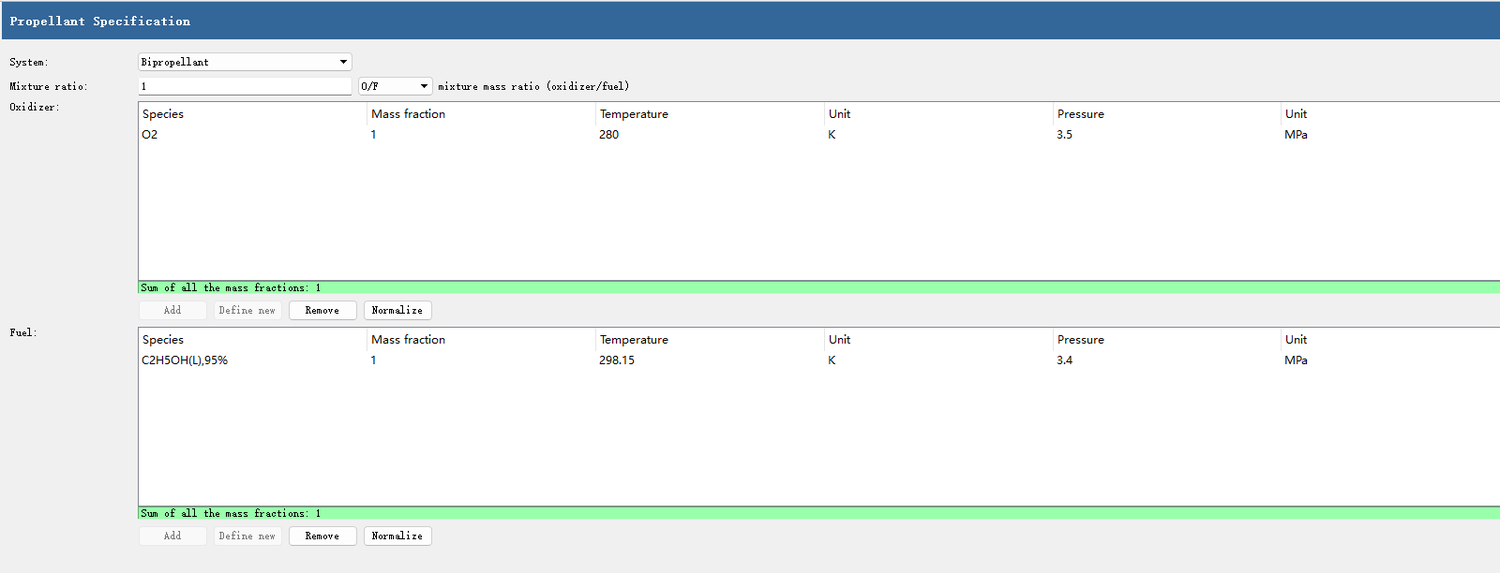 Propellant Specification
System: Bipropellant
Mixture ratio: 1 O/F mixture mass ratio (oxidizer/fuel)
Oxidizer:
Species Mass fraction Temperature Unit Pressure Unit
O2 1 280 K 3.5 MPa
Sum of all the mass fractions: 1
Add Define new Remove Normalize
Fuel:
Species Mass fraction Temperature Unit Pressure Unit
C2H5OH(L),95% 1 298.15 K 3.4 MPa
Sum of all the mass fractions: 1
Add Define new Remove Normalize